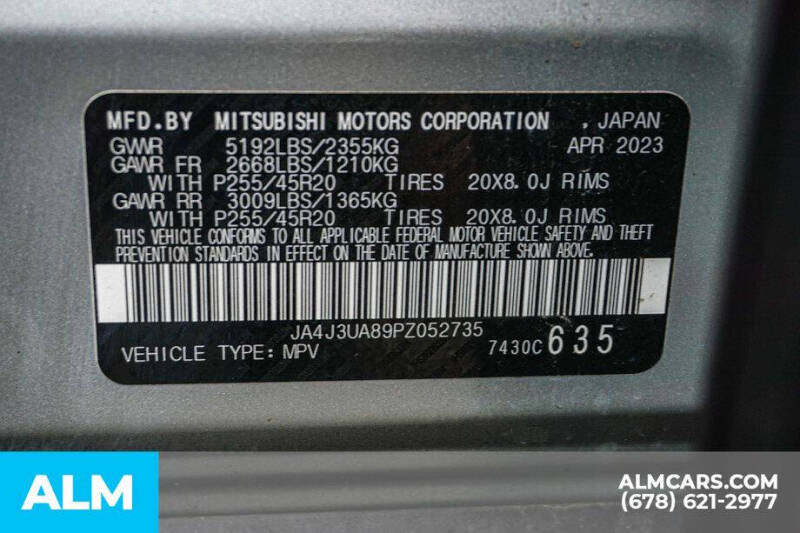 MFD.BY MITSUBISHI MOTORS CORPORATION , JAPAN
GVWR 5192LBS/2355KG APR 2023
GAWR FR 2668LBS/1210KG
WITH P255/45R20 TIRES 20X8.0J RIMS
GAWR RR 3009LBS/1365KG
WITH P255/45R20 TIRES 20X8.0J RIMS
THIS VEHICLE CONFORMS TO ALL APPLICABLE FEDERAL MOTOR VEHICLE SAFETY AND THEFT
PREVENTION STANDARDS IN EFFECT ON THE DATE OF MANUFACTURE SHOWN ABOVE.
JA4J3UA89PZ052735
VEHICLE TYPE:MPV 7430C 635
ALM
ALMCARS.COM
(678) 621-2977